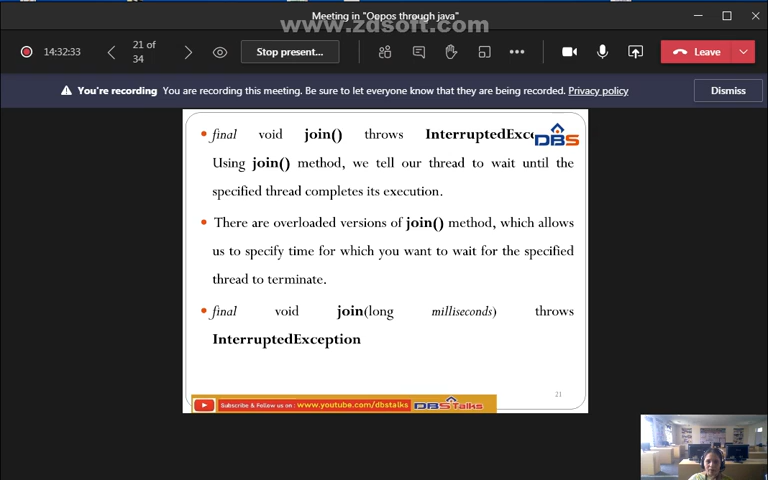 Meeting in "Oopos through java"
www.zdsoft.com
14:32:33
21 of
34
Stop present...
Leave
You're recording You are recording this meeting. Be sure to let everyone know that they are being recorded. Privacy policy
Dismiss
• final void join() throws
DBS
Using join() method, we tell our thread to wait until the
specified thread completes its execution.
• There are overloaded versions of join() method, which allows
us to specify time for which you want to wait for the specified
thread to terminate.
• final void join(long milliseconds) throws
InterruptedException
21
Subscribe & Follow us on : www.youtube.com/dbstalks DBSTalks